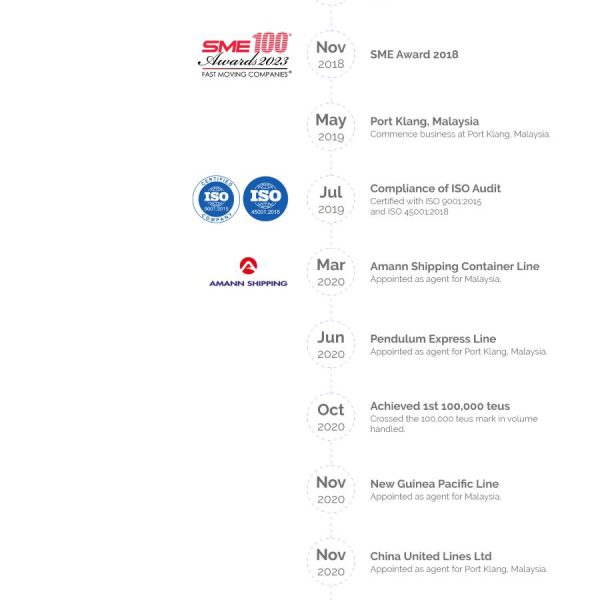 SME 100®
Awards 2023
FAST MOVING COMPANIES®
Nov
2018
SME Award 2018
May
2019
Port Klang, Malaysia
Commence business at Port Klang, Malaysia.
CERTIFIED
ISO
9001:2015
COMPANY
ISO
45001:2018
Jul
2019
Compliance of ISO Audit
Certified with ISO 9001:2015
and ISO 45001:2018
AMANN SHIPPING
Mar
2020
Amann Shipping Container Line
Appointed as agent for Malaysia.
Jun
2020
Pendulum Express Line
Appointed as agent for Port Klang, Malaysia.
Oct
2020
Achieved 1st 100,000 teus
Crossed the 100,000 teus mark in volume
handled.
Nov
2020
New Guinea Pacific Line
Appointed as agent for Malaysia.
Nov
2020
China United Lines Ltd
Appointed as agent for Port Klang, Malaysia.